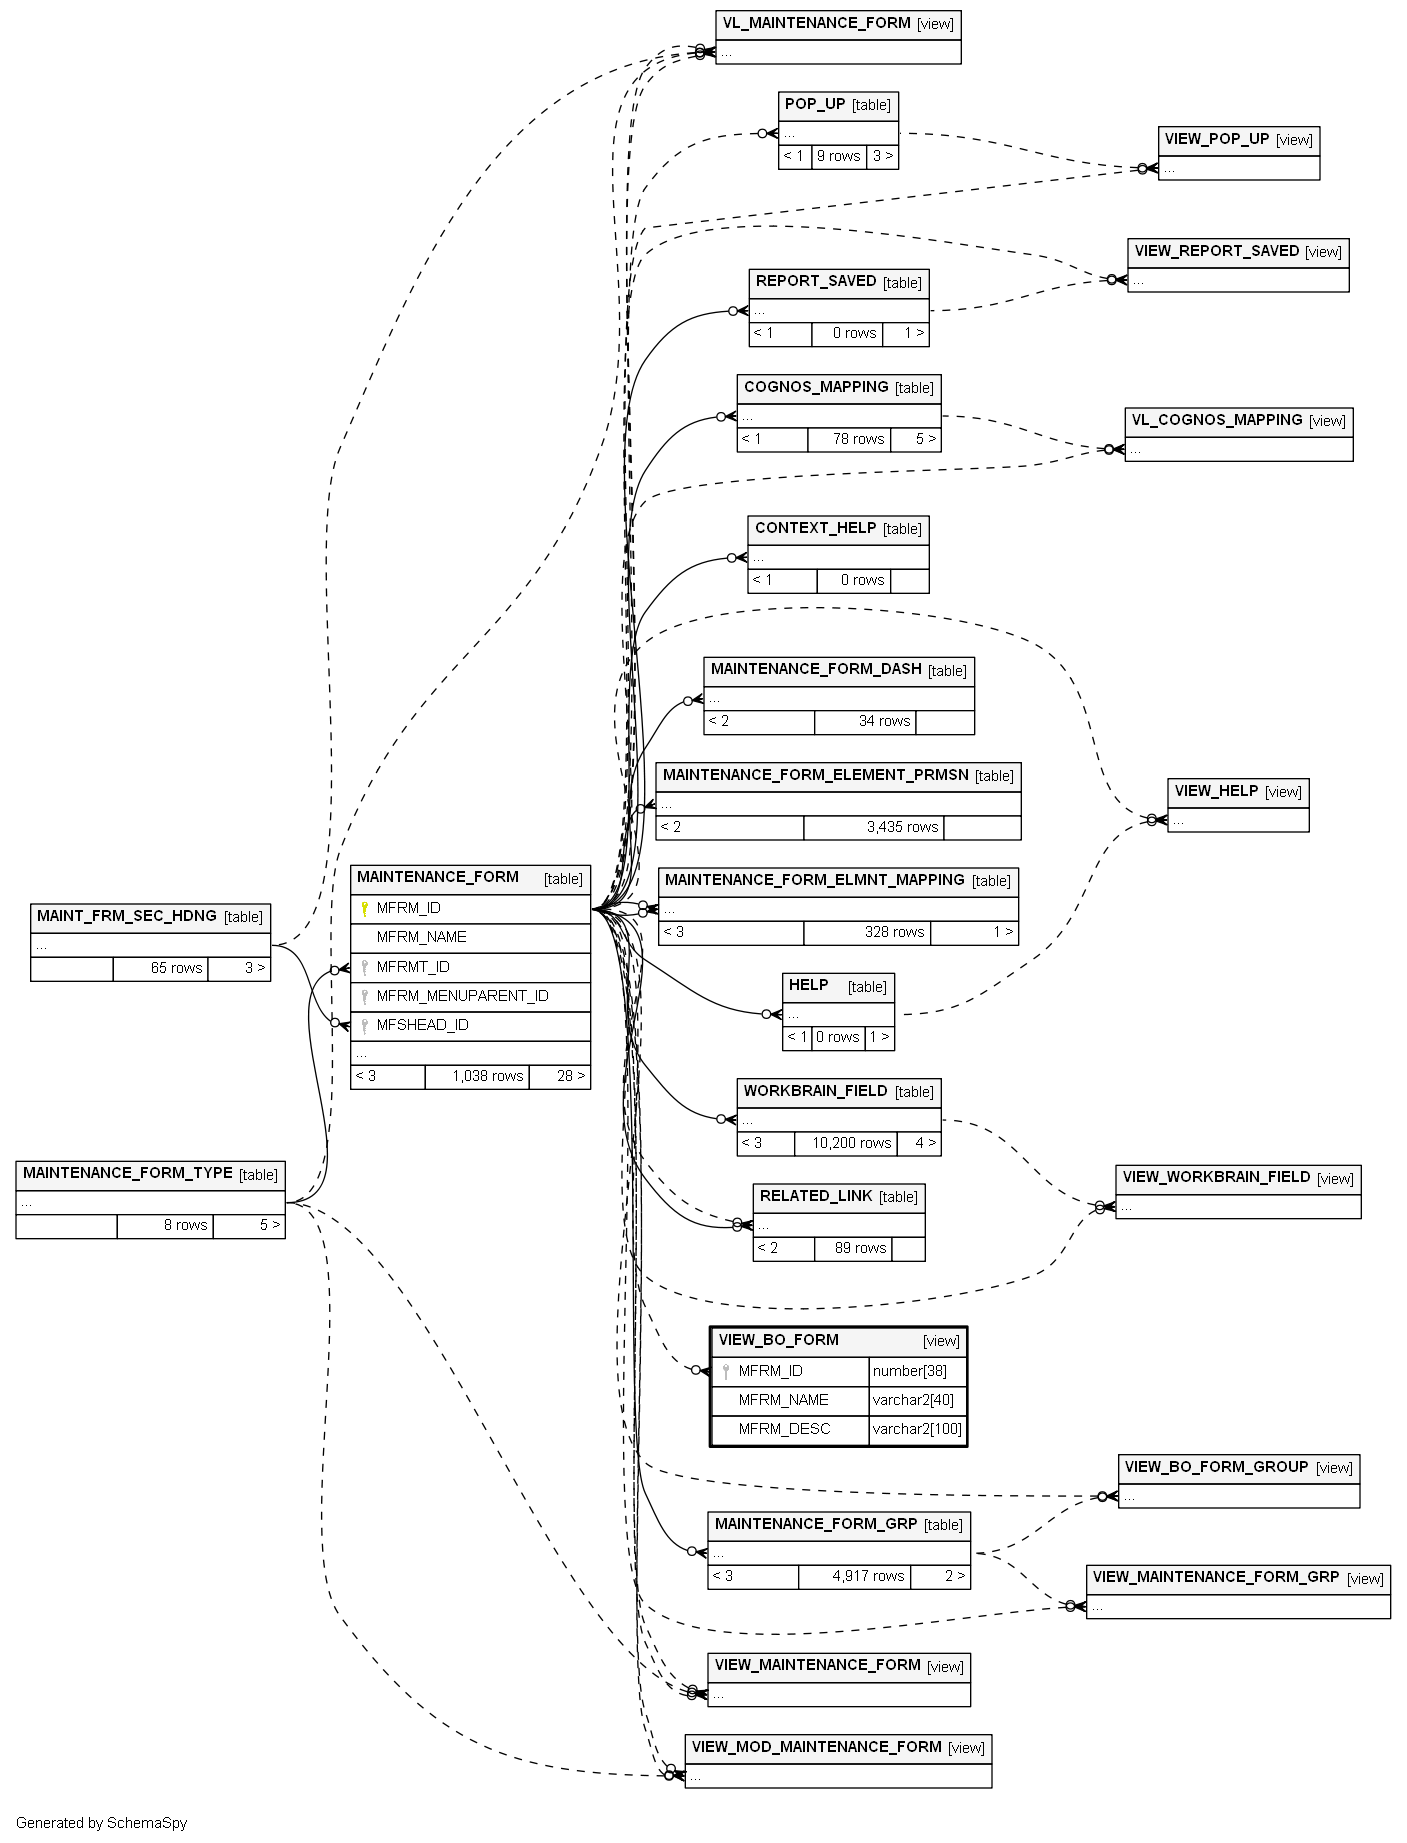 VL_MAINTENANCE_FORM [view]
...
POP_UP [table]
...
< 1 9 rows 3 >
VIEW_POP_UP [view]
...
VIEW_REPORT_SAVED [view]
...
REPORT_SAVED [table]
...
< 1 0 rows 1 >
COGNOS_MAPPING [table]
...
< 1 78 rows 5 >
VL_COGNOS_MAPPING [view]
...
CONTEXT_HELP [table]
...
< 1 0 rows
MAINTENANCE_FORM_DASH [table]
...
< 2 34 rows
MAINTENANCE_FORM_ELEMENT_PRMSN [table]
...
< 2 3,435 rows
VIEW_HELP [view]
...
MAINTENANCE_FORM [table]
MFRM_ID
MFRM_NAME
MFRMT_ID
MFRM_MENUPARENT_ID
MFSHEAD_ID
...
< 3 1,038 rows 28 >
MAINTENANCE_FORM_ELMNT_MAPPING [table]
...
< 3 328 rows 1 >
MAINT_FRM_SEC_HDNG [table]
...
65 rows 3 >
HELP [table]
...
< 1 0 rows 1 >
WORKBRAIN_FIELD [table]
...
< 3 10,200 rows 4 >
MAINTENANCE_FORM_TYPE [table]
...
8 rows 5 >
VIEW_WORKBRAIN_FIELD [view]
...
RELATED_LINK [table]
...
< 2 89 rows
VIEW_BO_FORM [view]
MFRM_ID number[38]
MFRM_NAME varchar2[40]
MFRM_DESC varchar2[100]
VIEW_BO_FORM_GROUP [view]
...
MAINTENANCE_FORM_GRP [table]
...
< 3 4,917 rows 2 >
VIEW_MAINTENANCE_FORM_GRP [view]
...
VIEW_MAINTENANCE_FORM [view]
...
VIEW_MOD_MAINTENANCE_FORM [view]
...
Generated by SchemaSpy